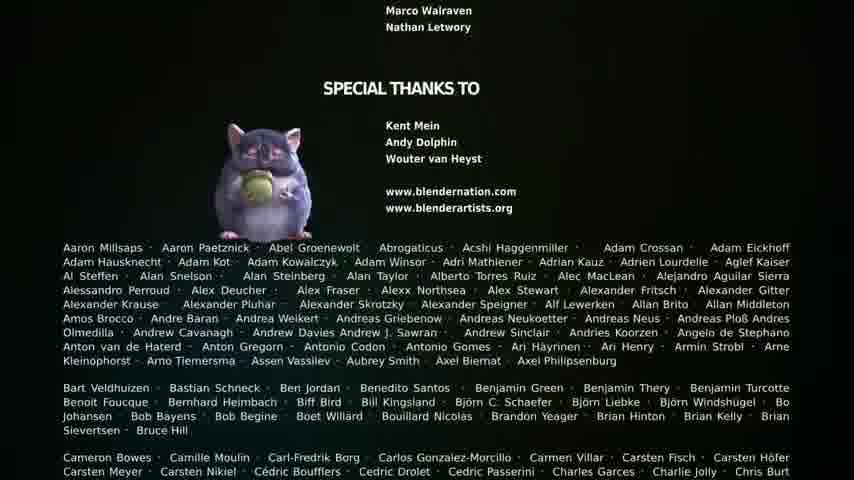 Marco Walraven
Nathan Letwory
SPECIAL THANKS TO
Kent Mein
Andy Dolphin
Wouter van Heyst
www.blendernation.com
www.blenderartists.org
Aaron Millsaps · Aaron Paetznick · Abel Groenewolt · Abrogaticus · Acshi Haggenmiller · Adam Crossan · Adam Eickhoff
Adam Hausknecht · Adam Kot · Adam Kowalczyk · Adam Winsor · Adri Mathiener · Adrian Kauz · Adrien Lourdelle · Aglef Kaiser
Al Steffen · Alan Snelson · Alan Steinberg · Alan Taylor · Alberto Torres Ruiz · Alec MacLean · Alejandro Aguilar Sierra
Alessandro Perroud · Alex Deucher · Alex Fraser · Alexx Northsea · Alex Stewart · Alexander Fritsch · Alexander Gitter
Alexander Krause · Alexander Pluhar · Alexander Skrotzky · Alexander Speigner · Alf Lewerken · Allan Brito · Allan Middleton
Amos Brocco · Andre Baran · Andrea Weikert · Andreas Griebenow · Andreas Neukoetter · Andreas Neus · Andreas Ploß Andres
Olmedilla · Andrew Cavanagh · Andrew Davies Andrew J. Sawran · Andrew Sinclair · Andries Koorzen · Angelo de Stephano
Anton van de Haterd · Anton Gregorn · Antonio Codon · Antonio Gomes · Ari Häyrinen · Ari Henry · Armin Strobl · Arne
Kleinophorst · Arno Tiemersma · Assen Vassilev · Aubrey Smith · Axel Biernat · Axel Philipsenburg
Bart Veldhuizen · Bastian Schneck · Ben Jordan · Benedito Santos · Benjamin Green · Benjamin Thery · Benjamin Turcotte
Benoit Foucque · Bernhard Heimbach · Biff Bird · Bill Kingsland · Björn C. Schaefer · Björn Liebke · Björn Windshügel · Bo
Johansen · Bob Bayens · Bob Begine · Boet Willard · Bouillard Nicolas · Brandon Yeager · Brian Hinton · Brian Kelly · Brian
Sievertsen · Bruce Hill
Cameron Bowes · Camille Moulin · Carl-Fredrik Borg · Carlos Gonzalez-Morcillo · Carmen Villar · Carsten Fisch · Carsten Höfer
Carsten Meyer · Carsten Nikiel · Cédric Boufflers · Cedric Drolet · Cedric Passerini · Charles Garces · Charlie Jolly · Chris Burt